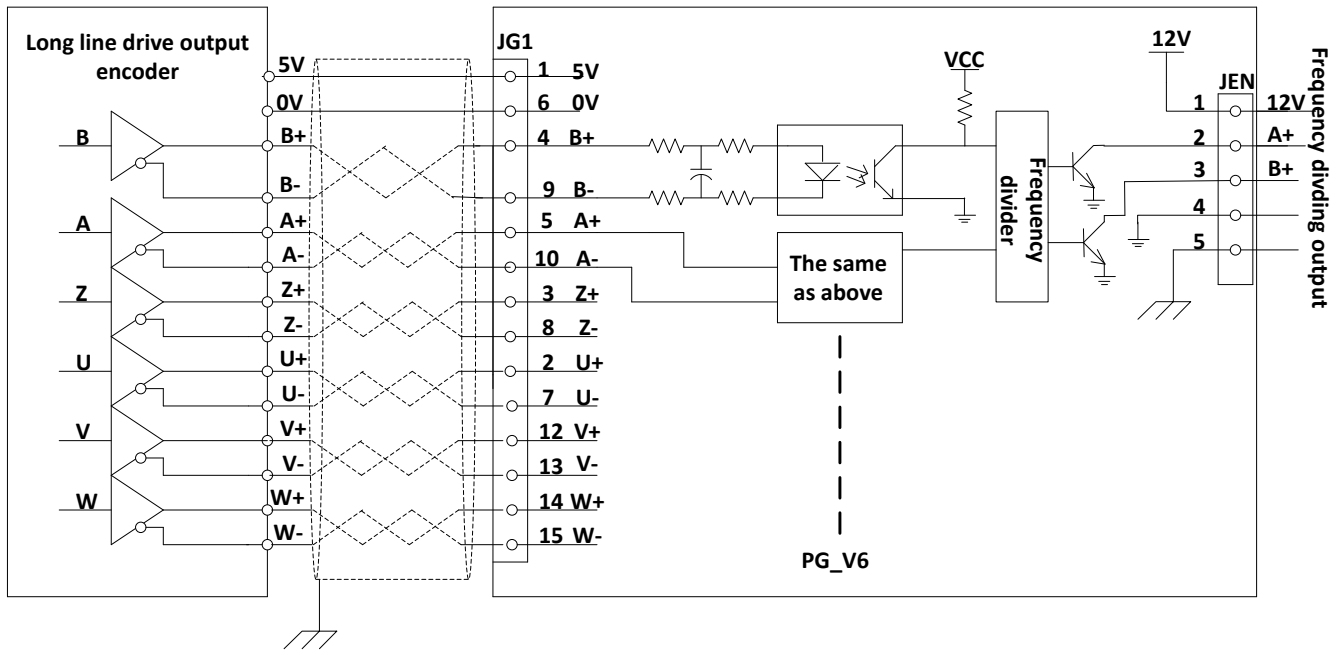 Long line drive output
encoder
5V
0V
B
B+
B-
A
A+
A-
Z
Z+
Z-
U
U+
U-
V
V+
V-
W
W+
W-
JG1
1 5V
6 0V
4 B+
9 B-
5 A+
10 A-
3 Z+
8 Z-
2 U+
7 U-
12 V+
13 V-
14 W+
15 W-
VCC
The same
as above
PG_V6
Frequency
divider
12V
JEN
1 12V
2 A+
3 B+
4
5
Frequency divding output